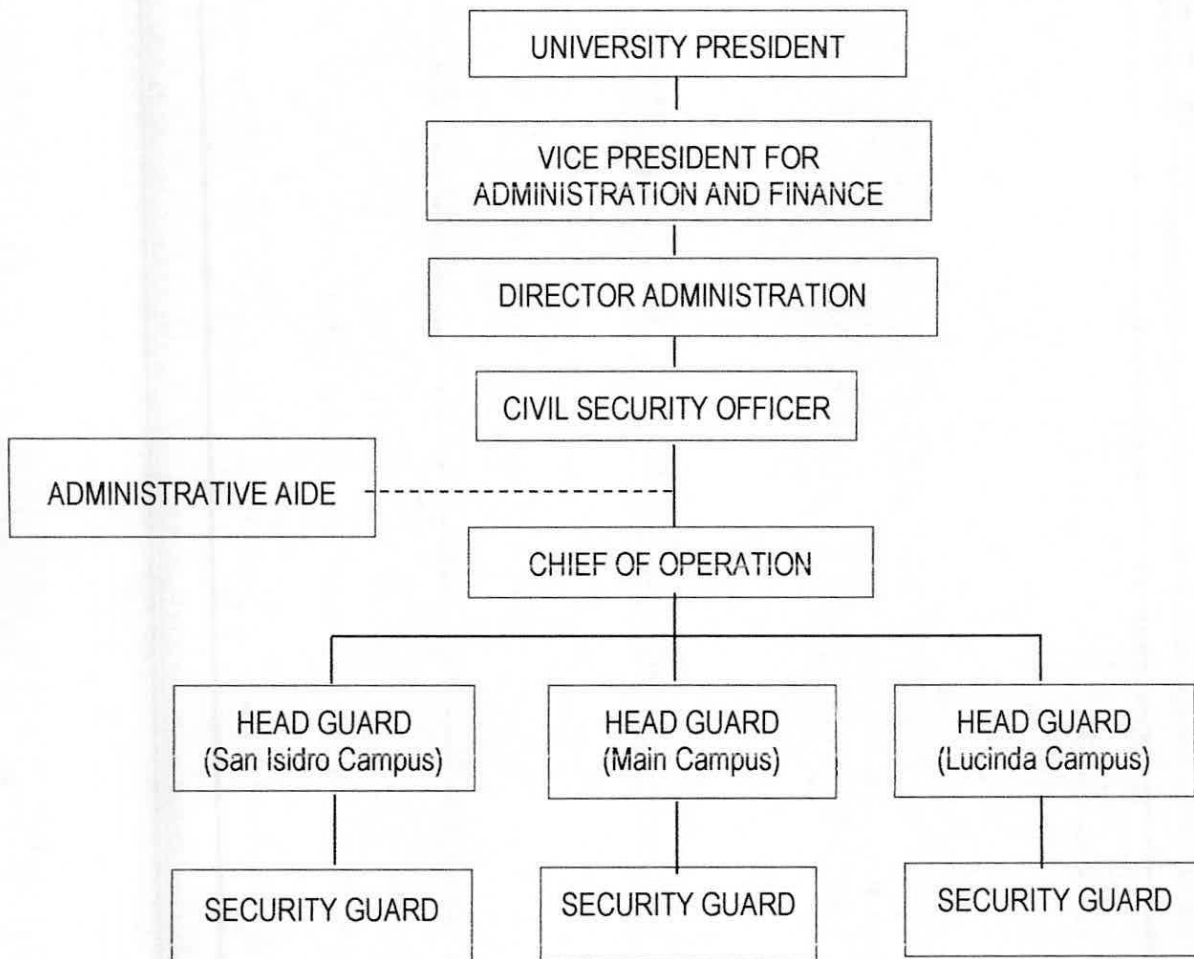 UNIVERSITY PRESIDENT
VICE PRESIDENT FOR
ADMINISTRATION AND FINANCE
DIRECTOR ADMINISTRATION
CIVIL SECURITY OFFICER
ADMINISTRATIVE AIDE
CHIEF OF OPERATION
HEAD GUARD
(San Isidro Campus)
HEAD GUARD
(Main Campus)
HEAD GUARD
(Lucinda Campus)
SECURITY GUARD
SECURITY GUARD
SECURITY GUARD